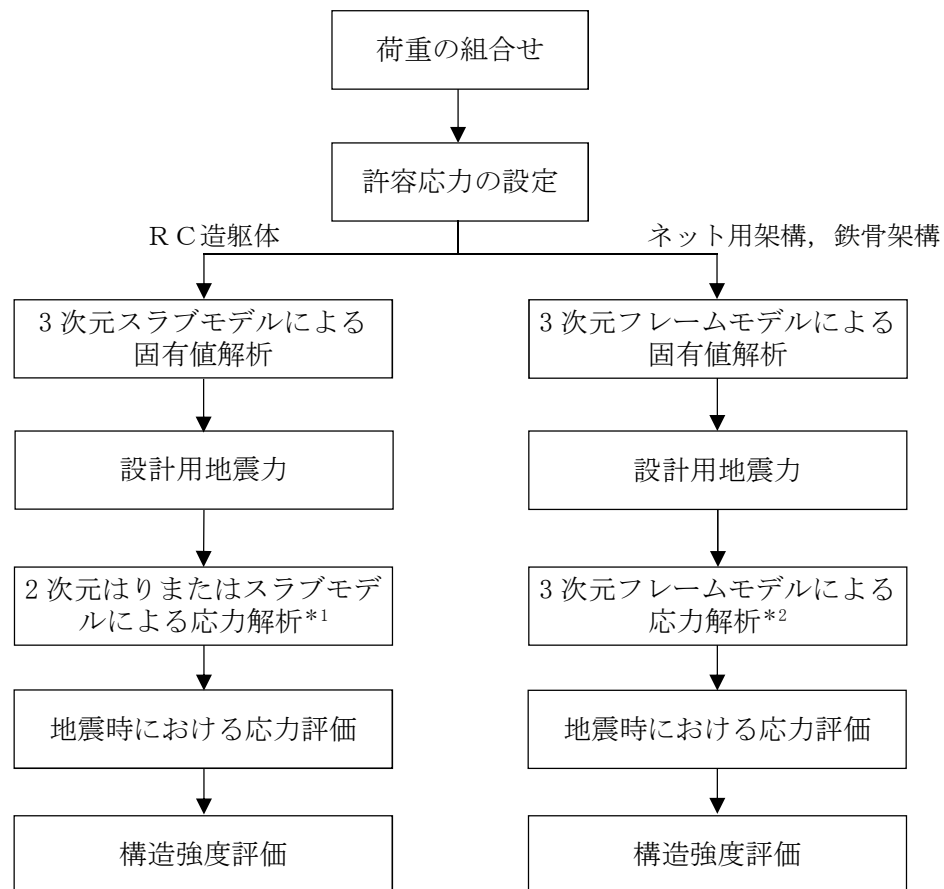 荷重の組合せ
許容応力の設定
ＲＣ造躯体
ネット用架構，鉄骨架構
3 次元スラブモデルによる
固有値解析
3 次元フレームモデルによる
固有値解析
設計用地震力
設計用地震力
2 次元はりまたはスラブモデ
ルによる応力解析*1
3 次元フレームモデルによる
応力解析*2
地震時における応力評価
地震時における応力評価
構造強度評価
構造強度評価